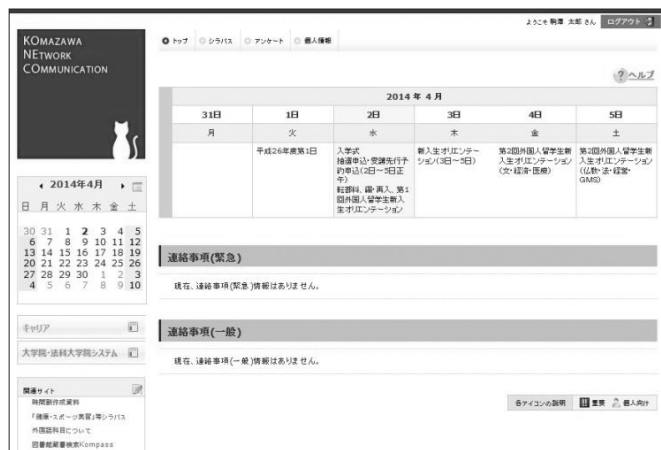 ようこそ 駒澤 太郎 さん ログアウト
KOMAZAWA
NETWORK
COMMUNICATION
トップ シラバス アンケート 個人情報
ヘルプ
2014 年 4 月
31日 1日 2日 3日 4日 5日
月 火 水 木 金 土
平成26年度第1日
入学式
抽選申込・受講先行予
約申込(2日～5日正
午)
転部科、編・再入、第1
回外国人留学生新入
生オリエンテーション
新入生オリエンテー
ション(3日～5日)
第2回外国人留学生新
入生オリエンテーション
(文・経済・医療)
第2回外国人留学生新
入生オリエンテーション
(仏教・法・経営・
GMS)
2014年4月
日 月 火 水 木 金 土
30 31 1 2 3 4 5
6 7 8 9 10 11 12
13 14 15 16 17 18 19
20 21 22 23 24 25 26
27 28 29 30 1 2 3
4 5 6 7 8 9 10
連絡事項(緊急)
現在、連絡事項(緊急)情報はありません。
連絡事項(一般)
現在、連絡事項(一般)情報はありません。
キャリア
大学院・法科大学院システム
関連サイト
時間割作成資料
「健康・スポーツ実習」等シラバス
外国語科目について
図書館蔵書検索Kompass
各アイコンの説明 重要 個人向け